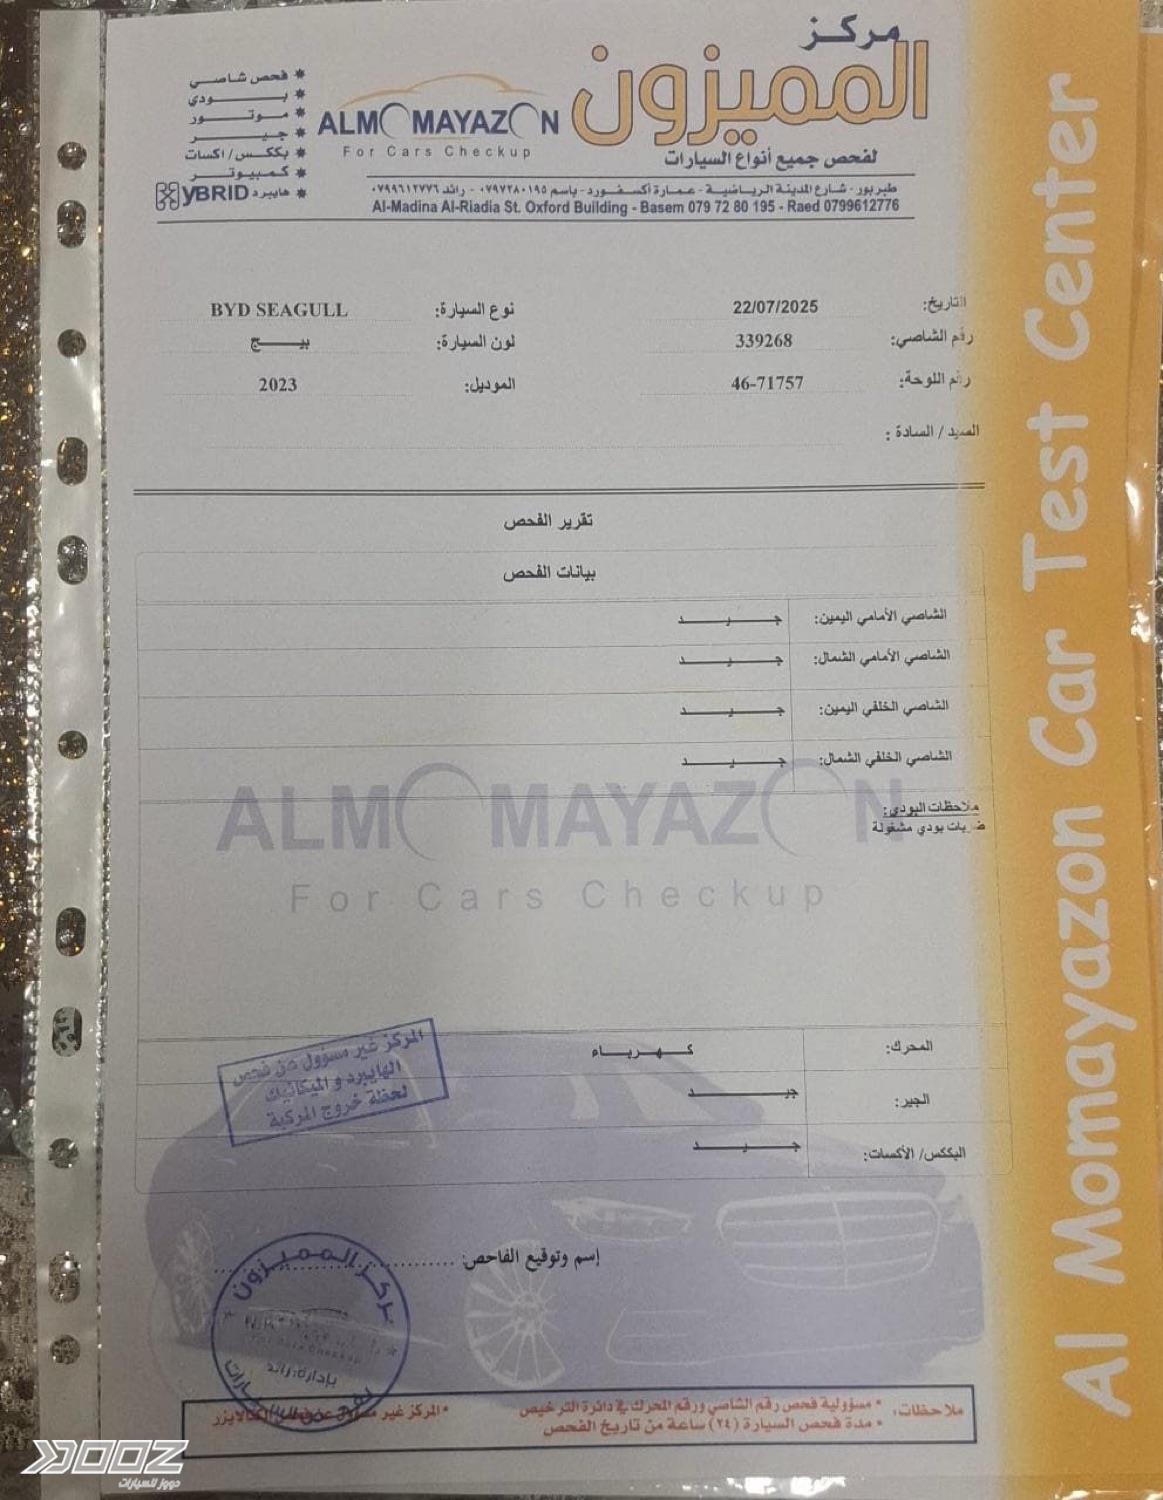 مركز
المميزون
لفحص جميع أنواع السيارات
ALMOMAYAZON
For Cars Checkup
* فحص شاصي
* بودي
* موتور
* جير
* بككس/اكسات
* كمبيوتر
* هايبرد HYBRID
طبربور - شارع المدينة الرياضية - عمارة أكسفورد - باسم ٠٧٩٧٢٨٠١٩٥ - رائد ٠٧٩٩٦١٢٧٧٦
Al-Madina Al-Riadia St. Oxford Building - Basem 079 72 80 195 - Raed 0799612776
التاريخ: 22/07/2025 نوع السيارة: BYD SEAGULL
رقم الشاصي: 339268 لون السيارة: بيج
رقم اللوحة: 46-71757 الموديل: 2023
السيد / السادة :
تقرير الفحص
بيانات الفحص
الشاصي الأمامي اليمين: جيد
الشاصي الأمامي الشمال: جيد
الشاصي الخلفي اليمين: جيد
الشاصي الخلفي الشمال: جيد
ملاحظات البودي:
ضربات بودي مشغولة
ALMOMAYAZON
For Cars Checkup
المحرك: كهرباء
الجير: جيد
البككس/ الأكسات: جيد
المركز غير مسؤول عن فحص
الهايبرد و الميكانيك
لحظة خروج المركبة
إسم وتوقيع الفاحص:
مركز المميزون
بإدارة: رائد
ملاحظات: • مسؤولية فحص رقم الشاصي ورقم المحرك في دائرة الترخيص
• مدة فحص السيارة (٢٤) ساعة من تاريخ الفحص
• المركز غير مسؤول عن فحص الكتالايزر
Al Momayazon Car Test Center
DOOZ
دووز للسيارات